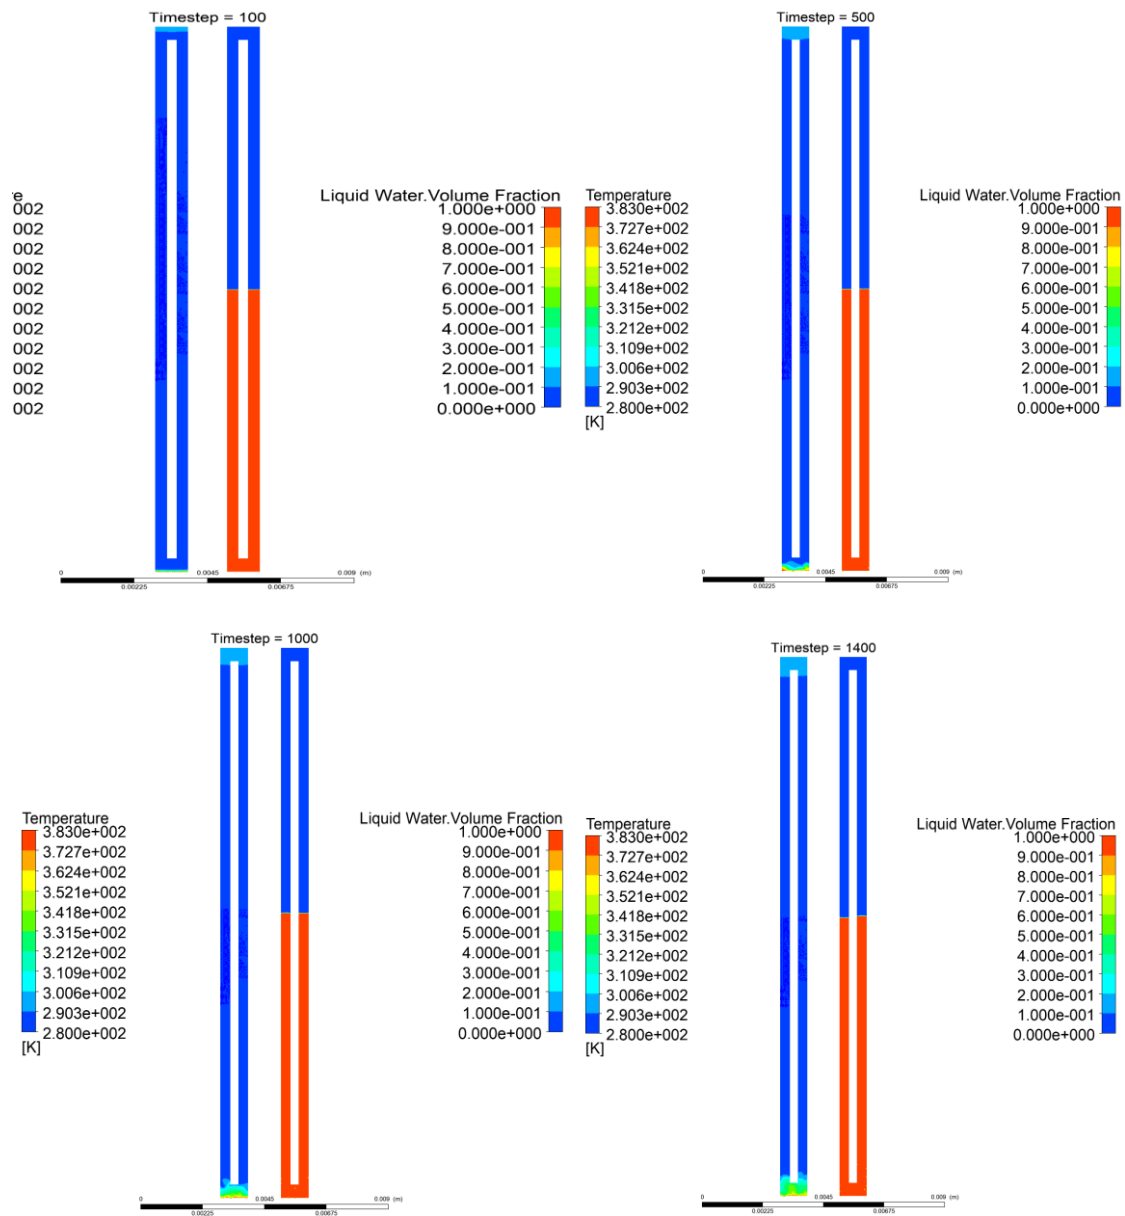 Timestep = 100
e
002
002
002
002
002
002
002
002
002
002
002
Liquid Water.Volume Fraction
1.000e+000
9.000e-001
8.000e-001
7.000e-001
6.000e-001
5.000e-001
4.000e-001
3.000e-001
2.000e-001
1.000e-001
0.000e+000
0 0.0045 0.009 (m)
0.00225 0.00675
Timestep = 500
Temperature
3.830e+002
3.727e+002
3.624e+002
3.521e+002
3.418e+002
3.315e+002
3.212e+002
3.109e+002
3.006e+002
2.903e+002
2.800e+002
[K]
Liquid Water.Volume Fraction
1.000e+000
9.000e-001
8.000e-001
7.000e-001
6.000e-001
5.000e-001
4.000e-001
3.000e-001
2.000e-001
1.000e-001
0.000e+000
0 0.0045 0.009 (m)
0.00225 0.00675
Timestep = 1000
Temperature
3.830e+002
3.727e+002
3.624e+002
3.521e+002
3.418e+002
3.315e+002
3.212e+002
3.109e+002
3.006e+002
2.903e+002
2.800e+002
[K]
Liquid Water.Volume Fraction
1.000e+000
9.000e-001
8.000e-001
7.000e-001
6.000e-001
5.000e-001
4.000e-001
3.000e-001
2.000e-001
1.000e-001
0.000e+000
0 0.0045 0.009 (m)
0.00225 0.00675
Timestep = 1400
Temperature
3.830e+002
3.727e+002
3.624e+002
3.521e+002
3.418e+002
3.315e+002
3.212e+002
3.109e+002
3.006e+002
2.903e+002
2.800e+002
[K]
Liquid Water.Volume Fraction
1.000e+000
9.000e-001
8.000e-001
7.000e-001
6.000e-001
5.000e-001
4.000e-001
3.000e-001
2.000e-001
1.000e-001
0.000e+000
0 0.0045 0.009 (m)
0.00225 0.00675